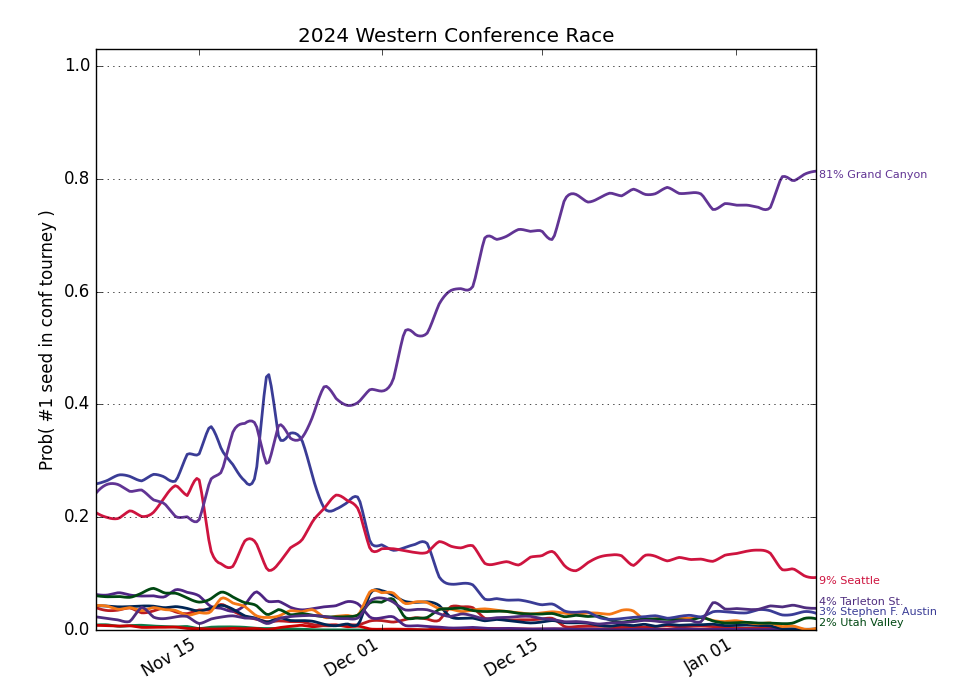 2024 Western Conference Race
Prob( #1 seed in conf tourney )
1.0
0.8
0.6
0.4
0.2
0.0
Nov 15
Dec 01
Dec 15
Jan 01
81% Grand Canyon
9% Seattle
4% Tarleton St.
3% Stephen F. Austin
2% Utah Valley